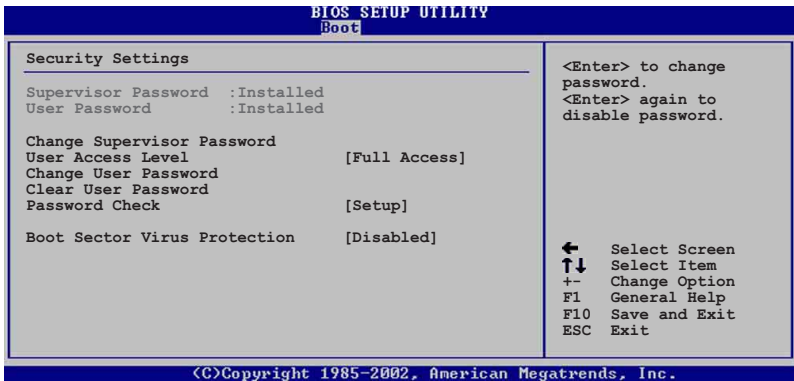 BIOS SETUP UTILITY
Boot
Security Settings
Supervisor Password :Installed
User Password :Installed
Change Supervisor Password
User Access Level [Full Access]
Change User Password
Clear User Password
Password Check [Setup]
Boot Sector Virus Protection [Disabled]
<Enter> to change
password.
<Enter> again to
disable password.
← Select Screen
↑↓ Select Item
+- Change Option
F1 General Help
F10 Save and Exit
ESC Exit
(C)Copyright 1985-2002, American Megatrends, Inc.